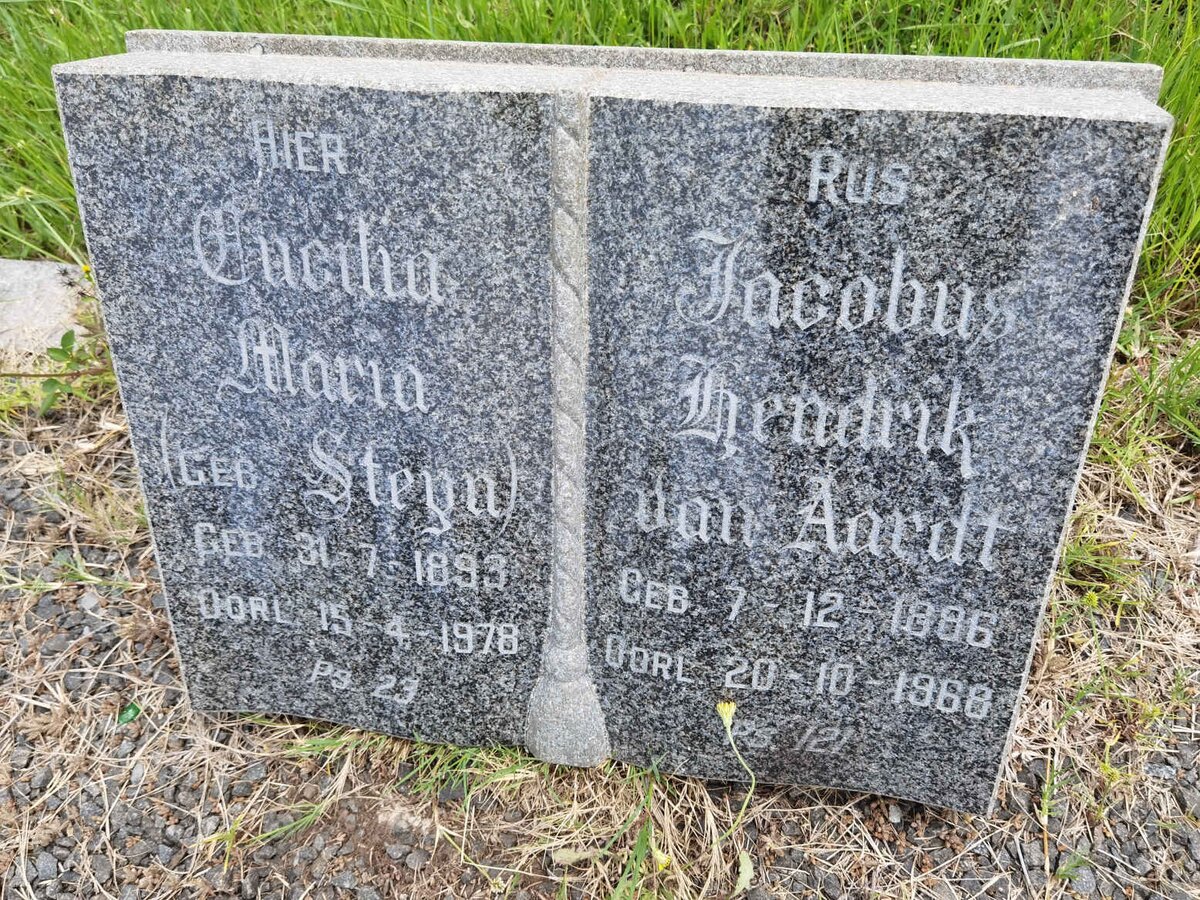 HIER
Cucilia
Maria
(GEB Steyn)
GEB 31-7-1893
OORL 15-4-1978
PS 23
RUS
Jacobus
Hendrik
van Aardt
GEB 7-12-1886
OORL 20-10-1968
PS 121